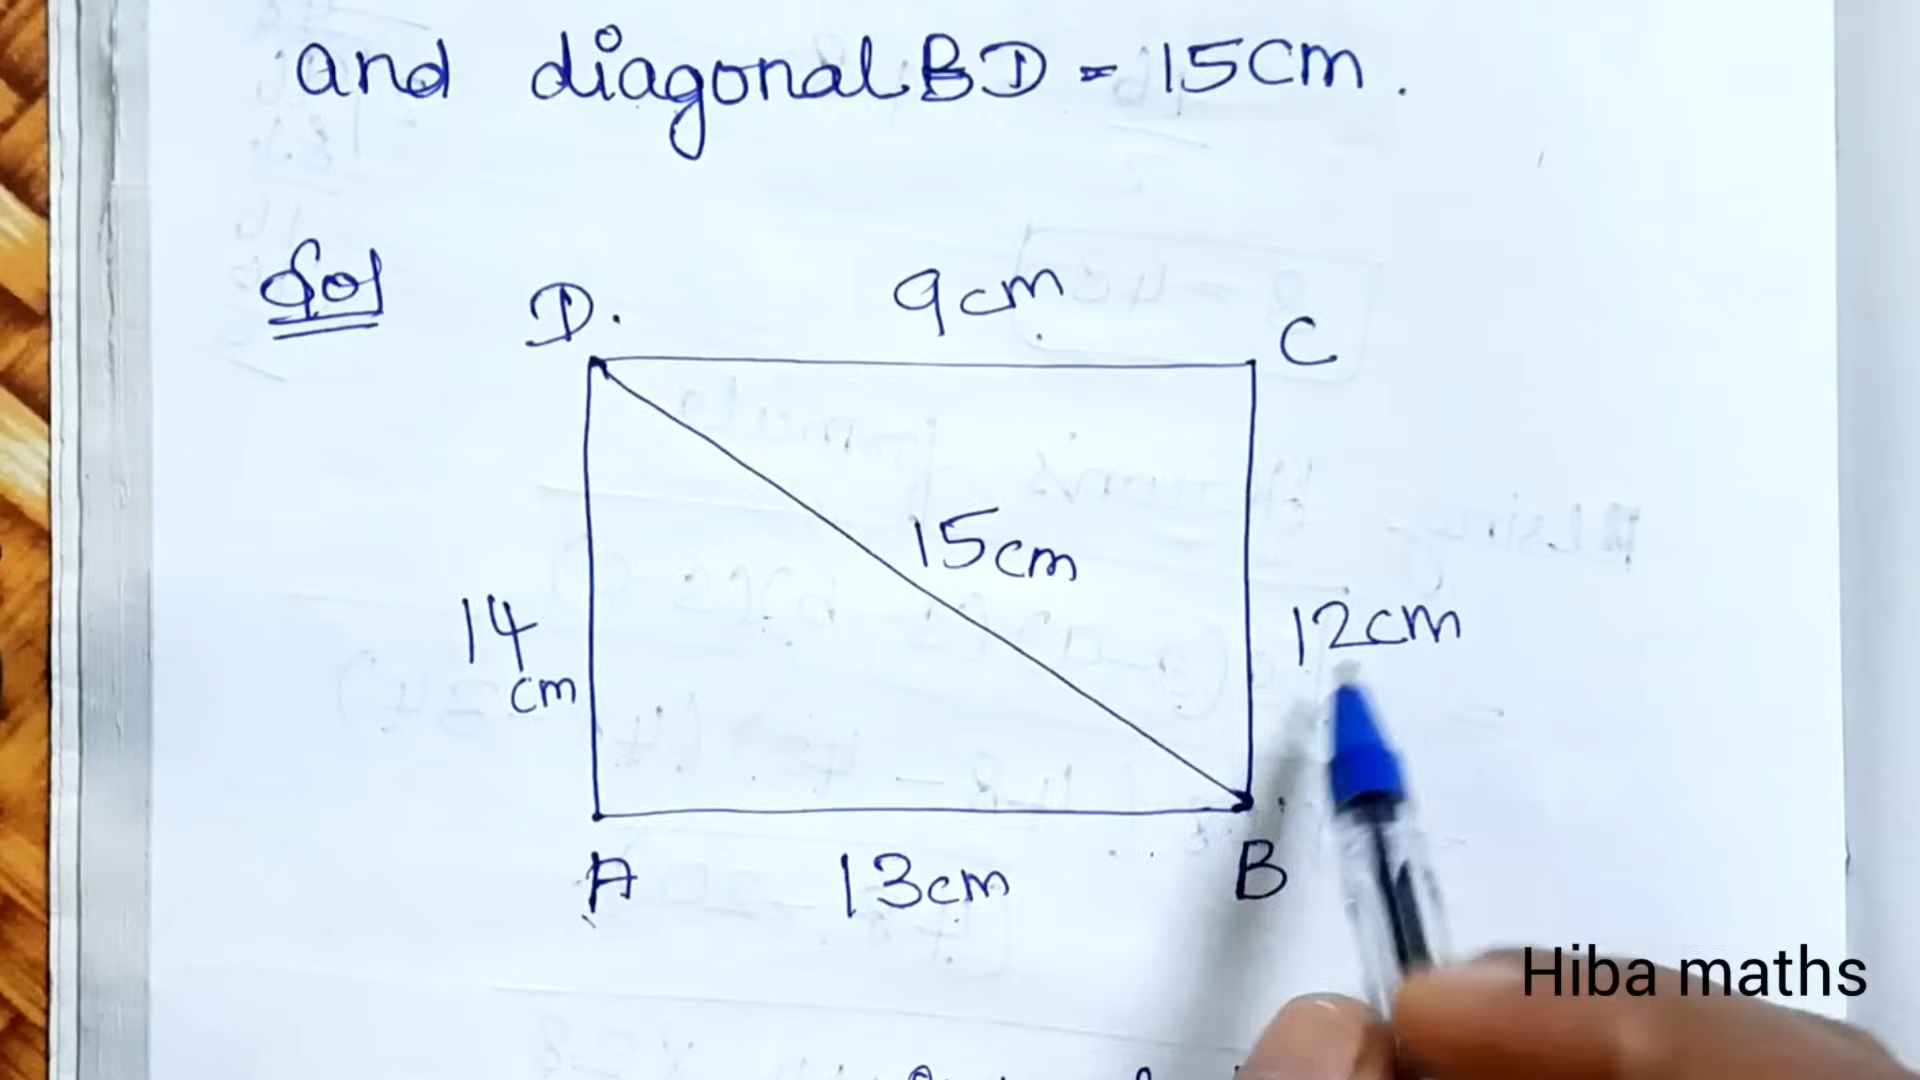 and diagonal BD = 15cm.
Sol
D.
9cm
C
15cm
14
cm
12cm
A
13cm
B
Hiba maths